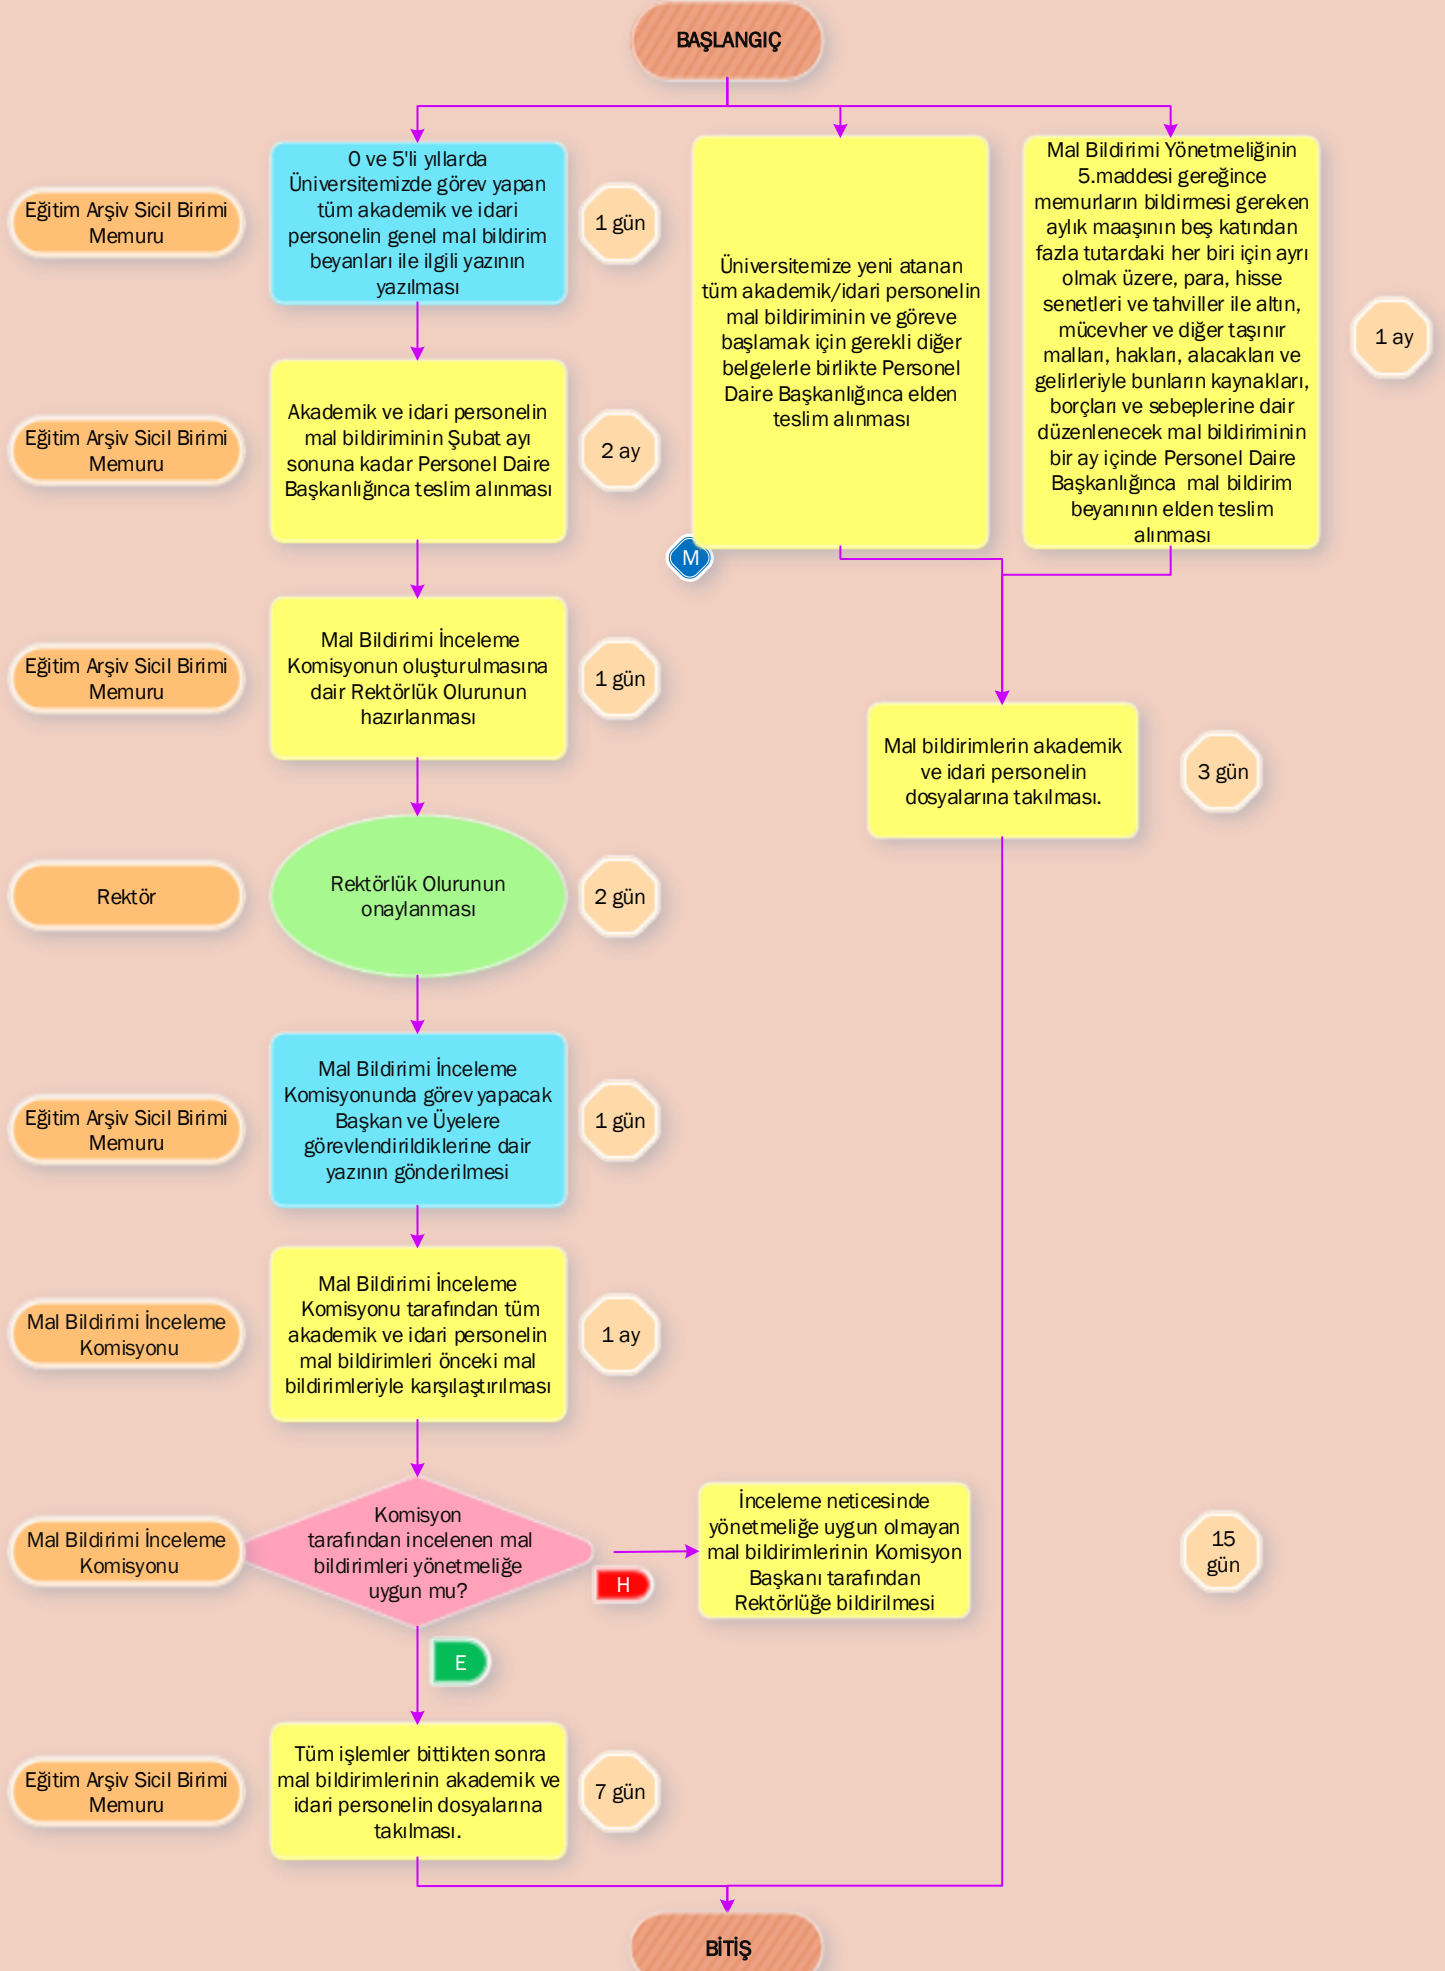 BAŞLANGIÇ
Eğitim Arşiv Sicil Birimi
Memuru
0 ve 5'li yıllarda
Üniversitemizde görev yapan
tüm akademik ve idari
personelin genel mal bildirim
beyanları ile ilgili yazının
yazılması
1 gün
Üniversitemize yeni atanan
tüm akademik/idari personelin
mal bildiriminin ve göreve
başlamak için gerekli diğer
belgelerle birlikte Personel
Daire Başkanlığınca elden
teslim alınması
Mal Bildirimi Yönetmeliğinin
5.maddesi gereğince
memurların bildirmesi gereken
aylık maaşının beş katından
fazla tutardaki her biri için ayrı
olmak üzere, para, hisse
senetleri ve tahviller ile altın,
mücevher ve diğer taşınır
malları, hakları, alacakları ve
gelirleriyle bunların kaynakları,
borçları ve sebeplerine dair
düzenlenecek mal bildiriminin
bir ay içinde Personel Daire
Başkanlığınca  mal bildirim
beyanının elden teslim
alınması
1 ay
Eğitim Arşiv Sicil Birimi
Memuru
Akademik ve idari personelin
mal bildiriminin Şubat ayı
sonuna kadar Personel Daire
Başkanlığınca teslim alınması
2 ay
M
Eğitim Arşiv Sicil Birimi
Memuru
Mal Bildirimi İnceleme
Komisyonun oluşturulmasına
dair Rektörlük Olurunun
hazırlanması
1 gün
Mal bildirimlerin akademik
ve idari personelin
dosyalarına takılması.
3 gün
Rektör
Rektörlük Olurunun
onaylanması
2 gün
Eğitim Arşiv Sicil Birimi
Memuru
Mal Bildirimi İnceleme
Komisyonunda görev yapacak
Başkan ve Üyelere
görevlendirildiklerine dair
yazının gönderilmesi
1 gün
Mal Bildirimi İnceleme
Komisyonu
Mal Bildirimi İnceleme
Komisyonu tarafından tüm
akademik ve idari personelin
mal bildirimleri önceki mal
bildirimleriyle karşılaştırılması
1 ay
Mal Bildirimi İnceleme
Komisyonu
Komisyon
tarafından incelenen mal
bildirimleri yönetmeliğe
uygun mu?
H
İnceleme neticesinde
yönetmeliğe uygun olmayan
mal bildirimlerinin Komisyon
Başkanı tarafından
Rektörlüğe bildirilmesi
15
gün
E
Eğitim Arşiv Sicil Birimi
Memuru
Tüm işlemler bittikten sonra
mal bildirimlerinin akademik ve
idari personelin dosyalarına
takılması.
7 gün
BİTİŞ